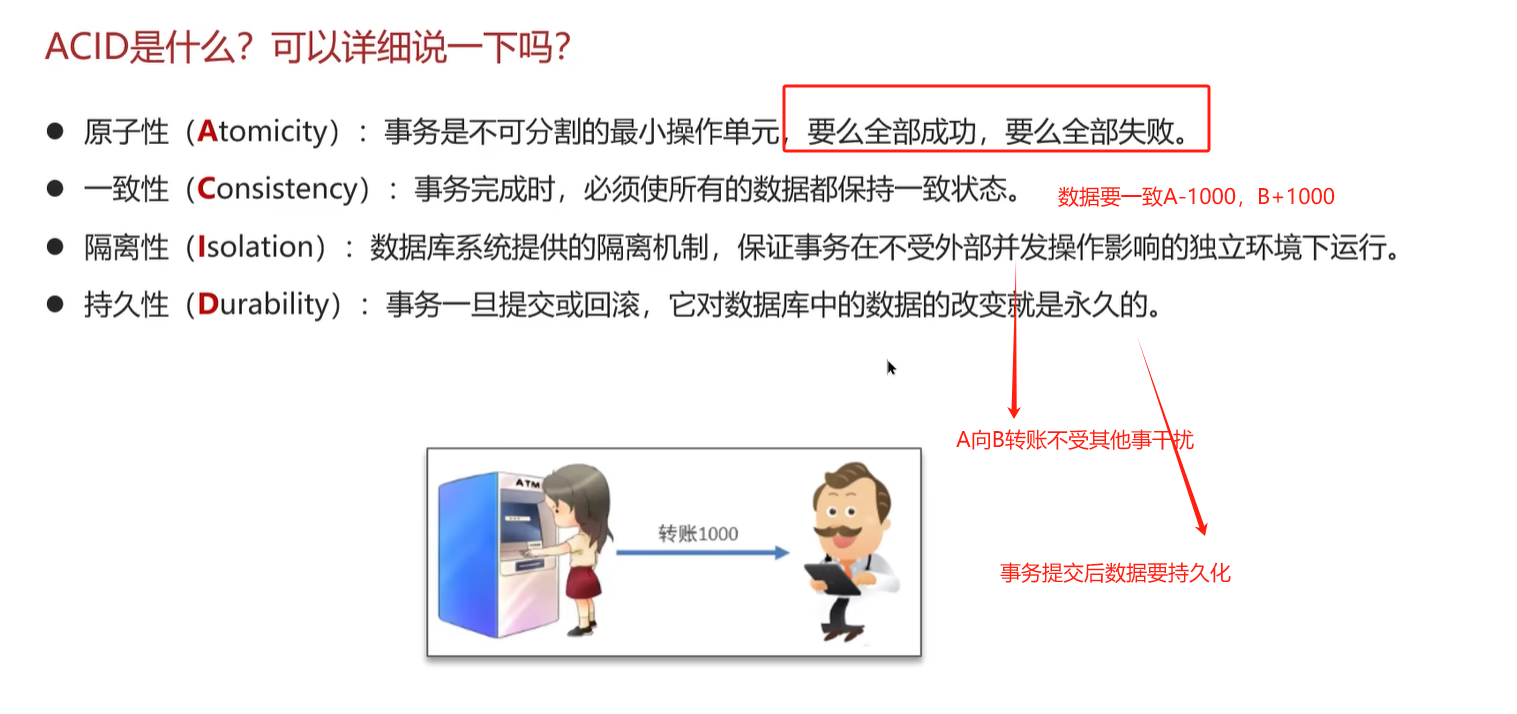 ACID是什么？可以详细说一下吗？
● 原子性（Atomicity）：事务是不可分割的最小操作单元，要么全部成功，要么全部失败。
● 一致性（Consistency）：事务完成时，必须使所有的数据都保持一致状态。
数据要一致A-1000，B+1000
● 隔离性（Isolation）：数据库系统提供的隔离机制，保证事务在不受外部并发操作影响的独立环境下运行。
● 持久性（Durability）：事务一旦提交或回滚，它对数据库中的数据的改变就是永久的。
A向B转账不受其他事干扰
ATM
转账1000
事务提交后数据要持久化